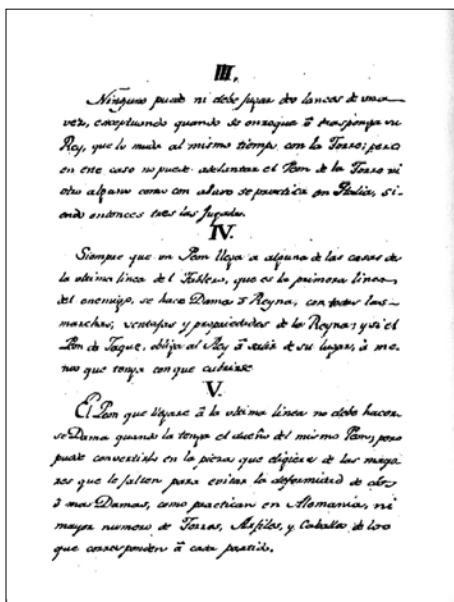 III.
Ninguno puede ni debe jugar dos lances de una
vez, exceptuando quando se enroque ó trasponga su
Rey, que lo muda al mismo tiempo con la Torre; pero
en este caso no puede adelantar el Peon de la Torre ni
otro alguno como con abuso se practica en Italia, si-
endo entonces tres las Jugadas.
IV.
Siempre que un Peon llega a alguna de las casas de
la ultima linea del Tablero, que es la primera linea
del enemigo, se hace Dama ó Reyna, con todas las
marchas, ventajas y propiedades de la Reyna; y si el
Peon da Jaque, obliga al Rey á salir de su lugar, á me-
nos que tenga con que cubrirse
V.
El Peon que llegare á la ultima linea no debe hacer-
se Dama quando la tenga el dueño del mismo Peon; pero
puede convertirlo en la pieza que eligiere de las mayo-
res que le falten para evitar la deformidad de dos
ó mas Damas, como practican en Alemania, ni
mayor numero de Torres, Arfiles, y Caballos de los
que corresponden á cada partido.